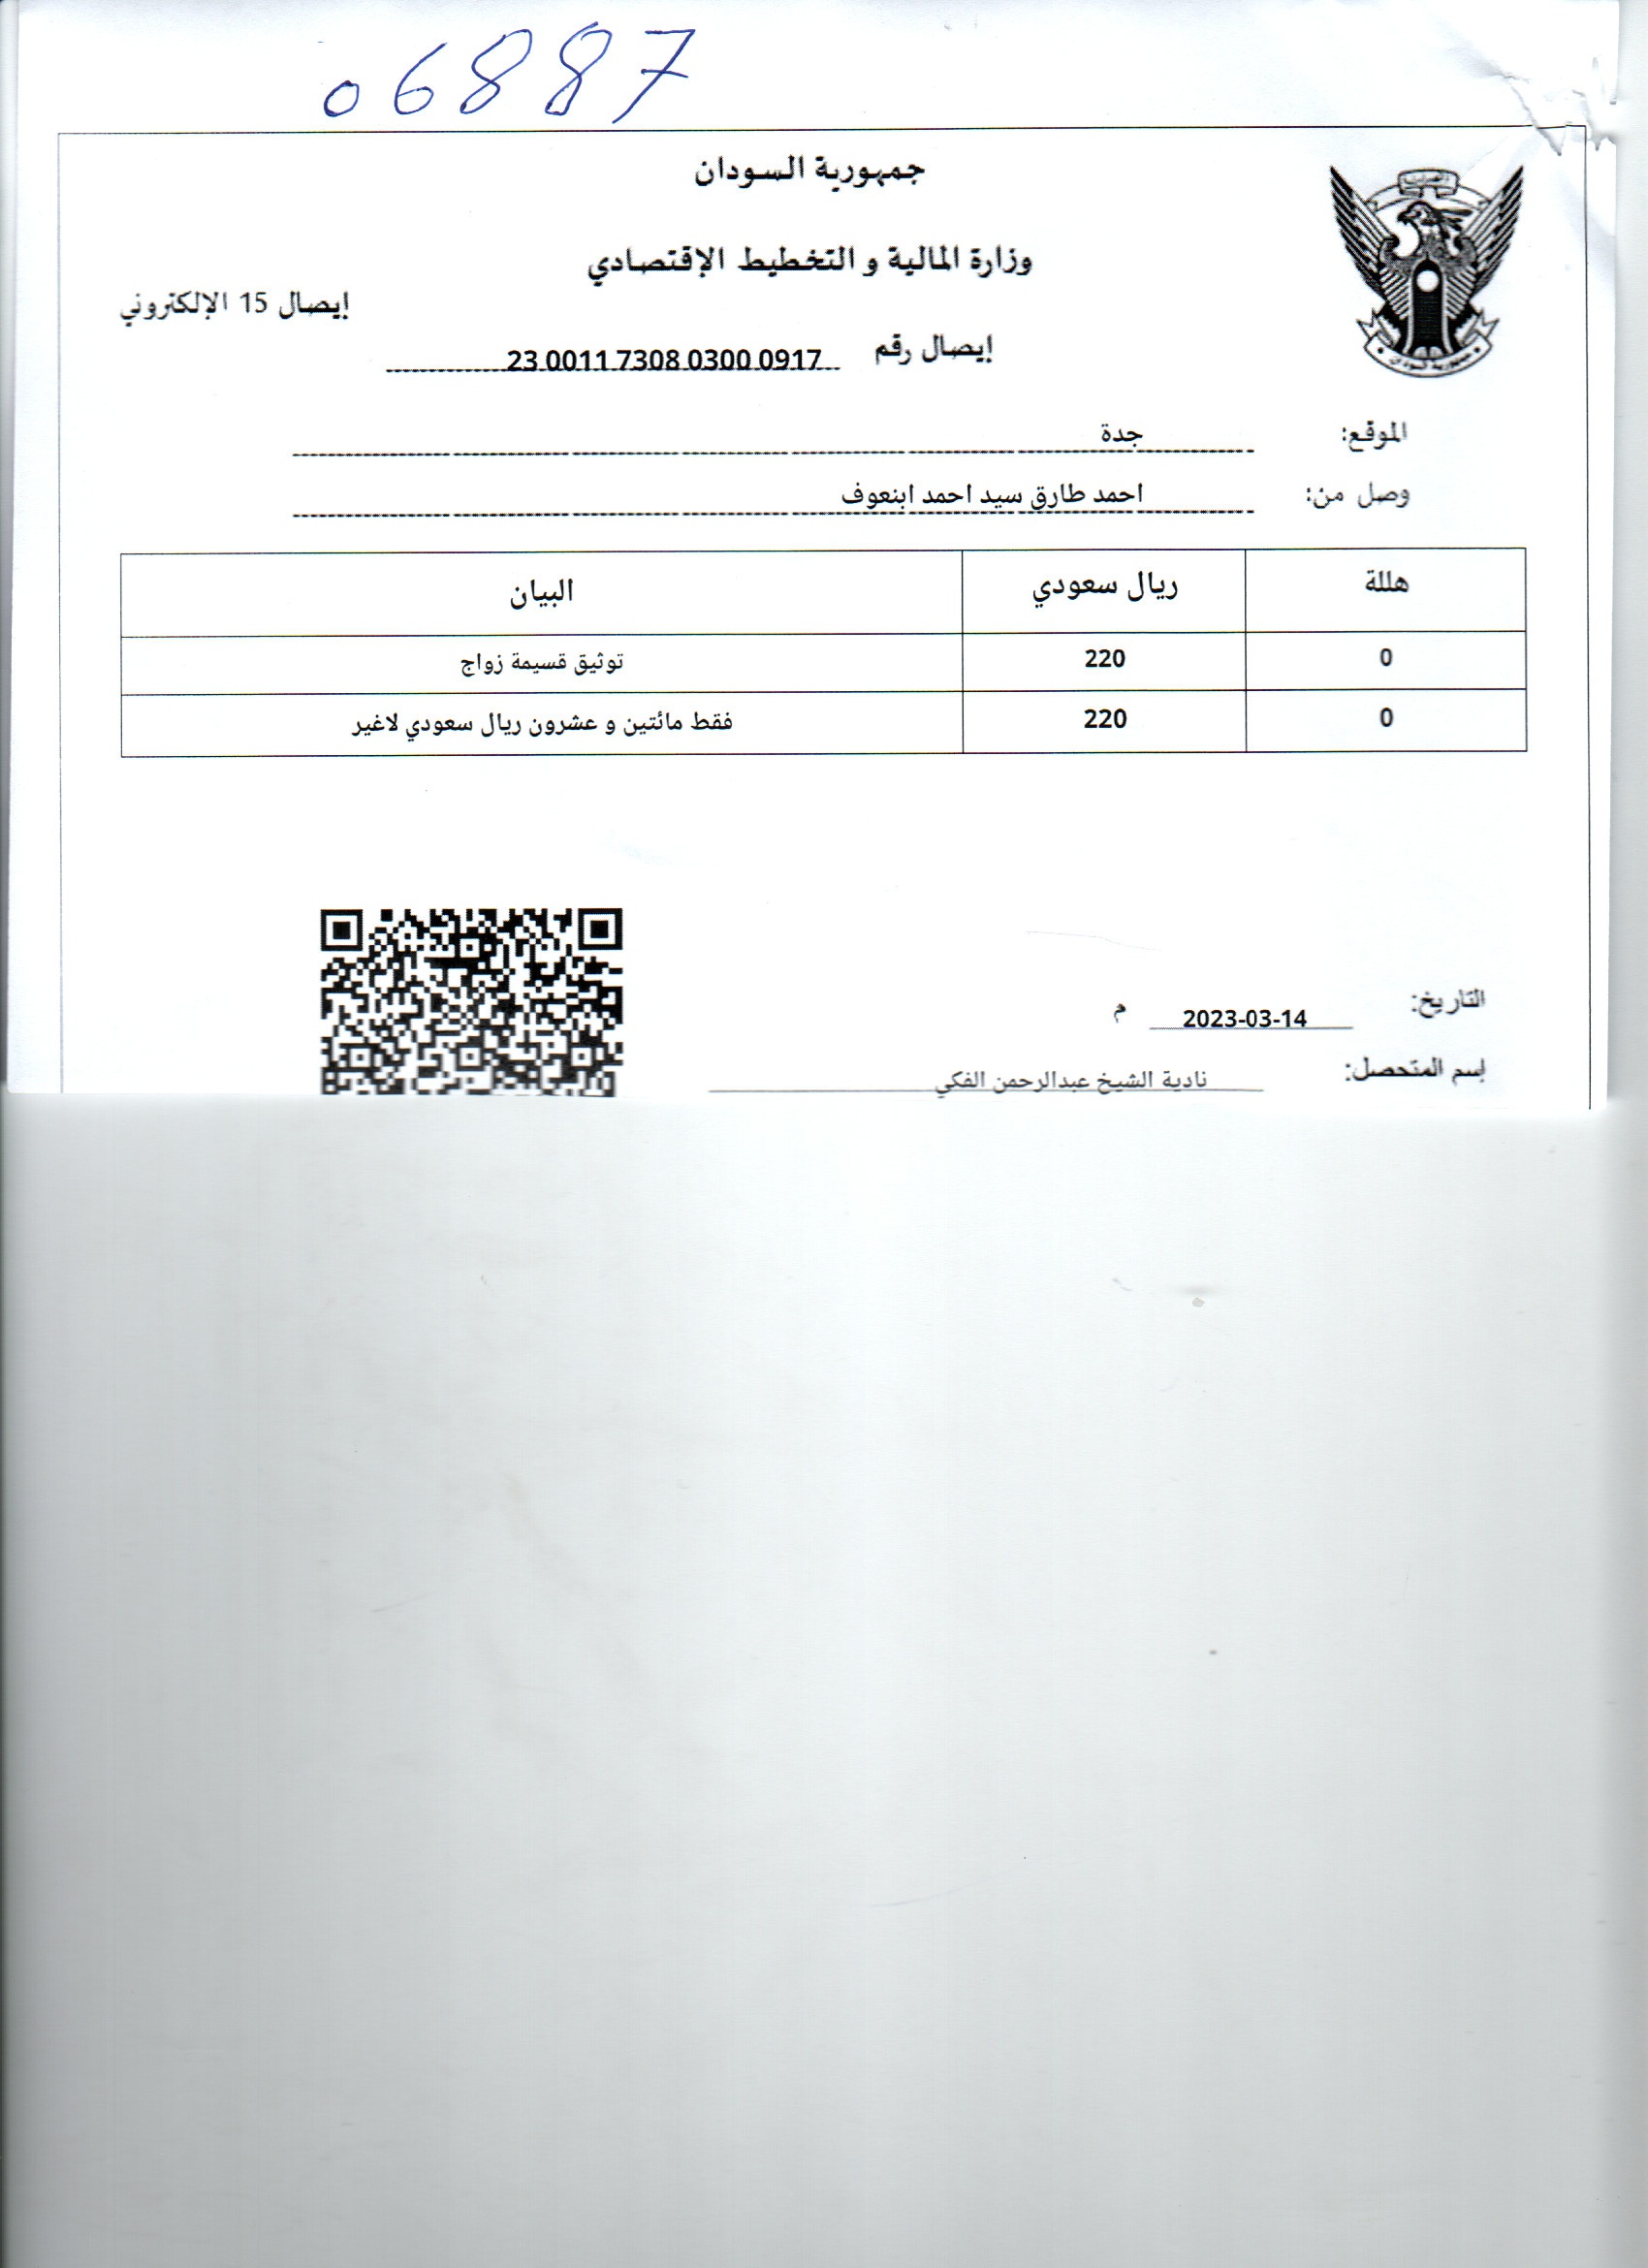 06887
جمهورية السودان
وزارة المالية و التخطيط الإقتصادي
إيصال 15 الإلكتروني
إيصال رقم 23.0011.7308.0300.0917
الموقع: جدة
وصل من: احمد طارق سيد احمد ابنعوف
هللة ريال سعودي البيان
0 220 توثيق قسيمة زواج
0 220 فقط مائتين و عشرون ريال سعودي لاغير
التاريخ: 2023-03-14 م
إسم المتحصل: نادية الشيخ عبدالرحمن الفكي